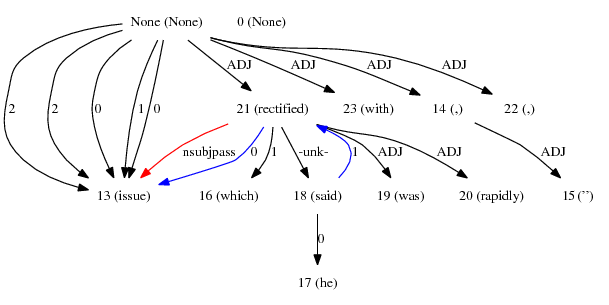 None (None) 0 (None)
ADJ ADJ ADJ ADJ
2 2 0 1 0 21 (rectified) 23 (with) 14 (,) 22 (,)
nsubjpass 0 1 -unk- 1 ADJ ADJ ADJ
13 (issue) 16 (which) 18 (said) 19 (was) 20 (rapidly) 15 (”)
0
17 (he)